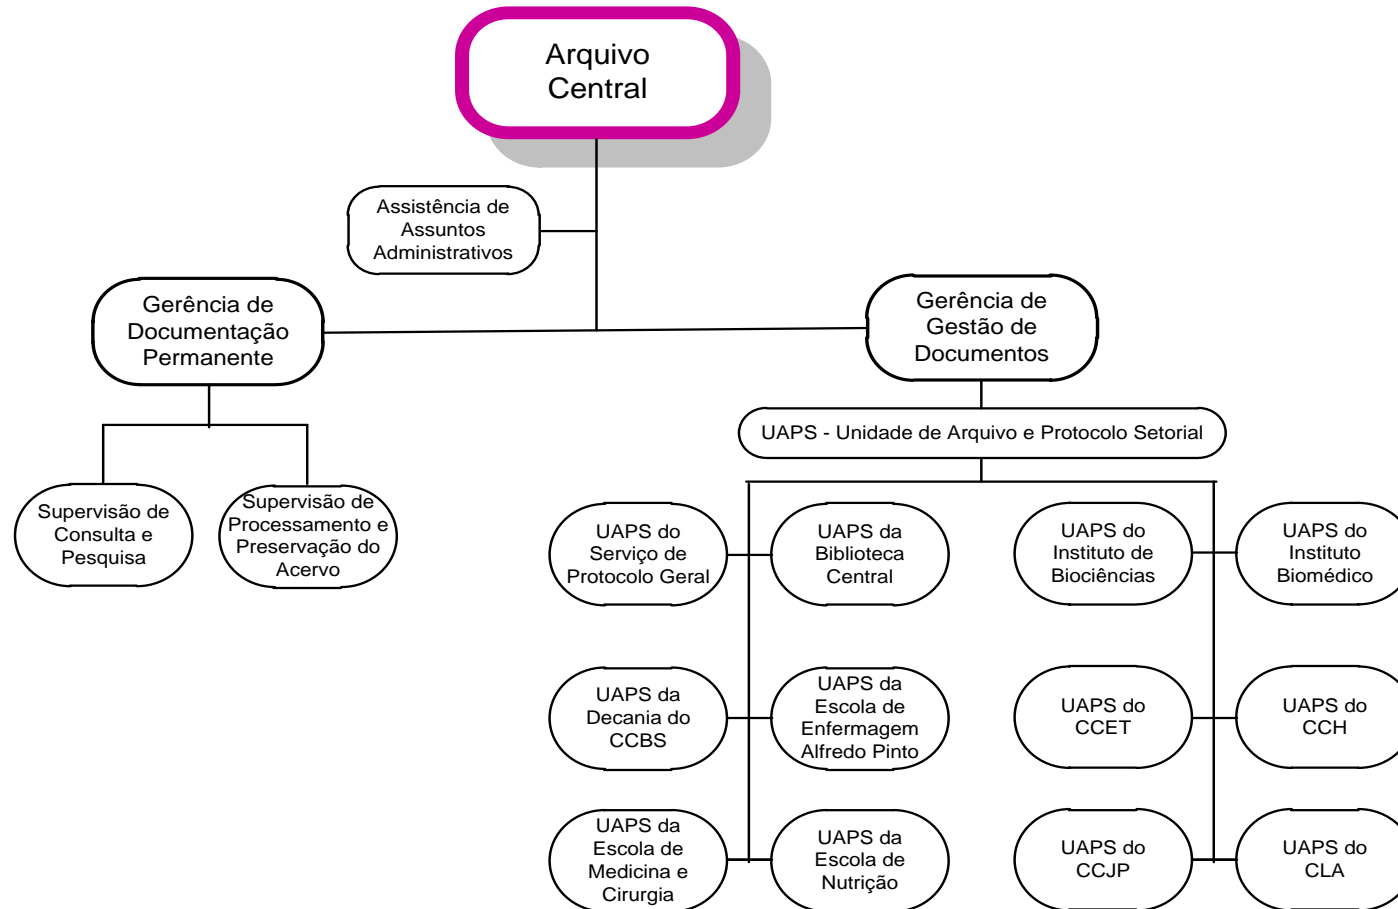 Arquivo
Central
Assistência de
Assuntos
Administrativos
Gerência de
Documentação
Permanente
Gerência de
Gestão de
Documentos
UAPS - Unidade de Arquivo e Protocolo Setorial
Supervisão de
Consulta e
Pesquisa
Supervisão de
Processamento e
Preservação do
Acervo
UAPS do
Serviço de
Protocolo Geral
UAPS da
Biblioteca
Central
UAPS do
Instituto de
Biociências
UAPS do
Instituto
Biomédico
UAPS da
Decania do
CCBS
UAPS da
Escola de
Enfermagem
Alfredo Pinto
UAPS do
CCET
UAPS do
CCH
UAPS da
Escola de
Medicina e
Cirurgia
UAPS da
Escola de
Nutrição
UAPS do
CCJP
UAPS do
CLA